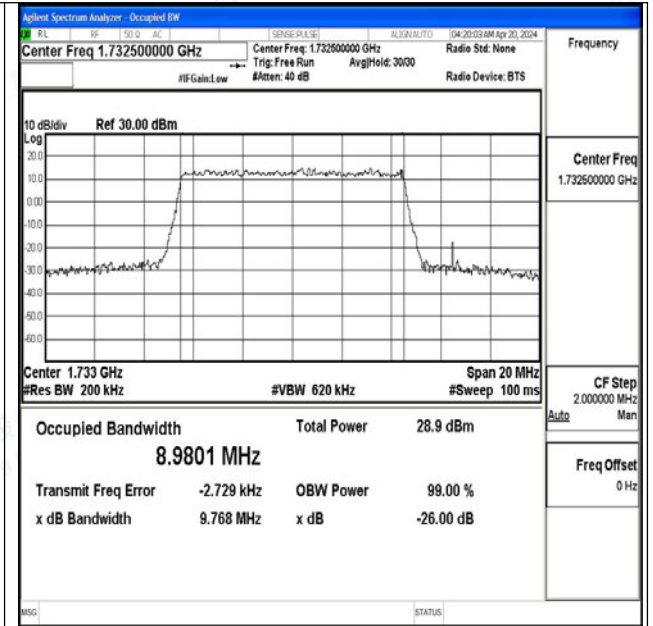 Agilent Spectrum Analyzer - Occupied BW
RL RF 50 Ω AC SENSE:PULSE ALIGNAUTO 04:20:03 AM Apr 20, 2024
Center Freq 1.732500000 GHz
Center Freq: 1.732500000 GHz
Radio Std: None
Trig: Free Run Avg|Hold: 30/30
#IFGain:Low
#Atten: 40 dB
Radio Device: BTS
10 dB/div Ref 30.00 dBm
Log
20.0
10.0
0.00
-10.0
-20.0
-30.0
-40.0
-50.0
-60.0
Center 1.733 GHz Span 20 MHz
#Res BW 200 kHz #VBW 620 kHz #Sweep 100 ms
Occupied Bandwidth Total Power 28.9 dBm
8.9801 MHz
Transmit Freq Error -2.729 kHz OBW Power 99.00 %
x dB Bandwidth 9.768 MHz x dB -26.00 dB
MSG STATUS
Frequency
Center Freq
1.732500000 GHz
CF Step
2.000000 MHz
Auto Man
Freq Offset
0 Hz